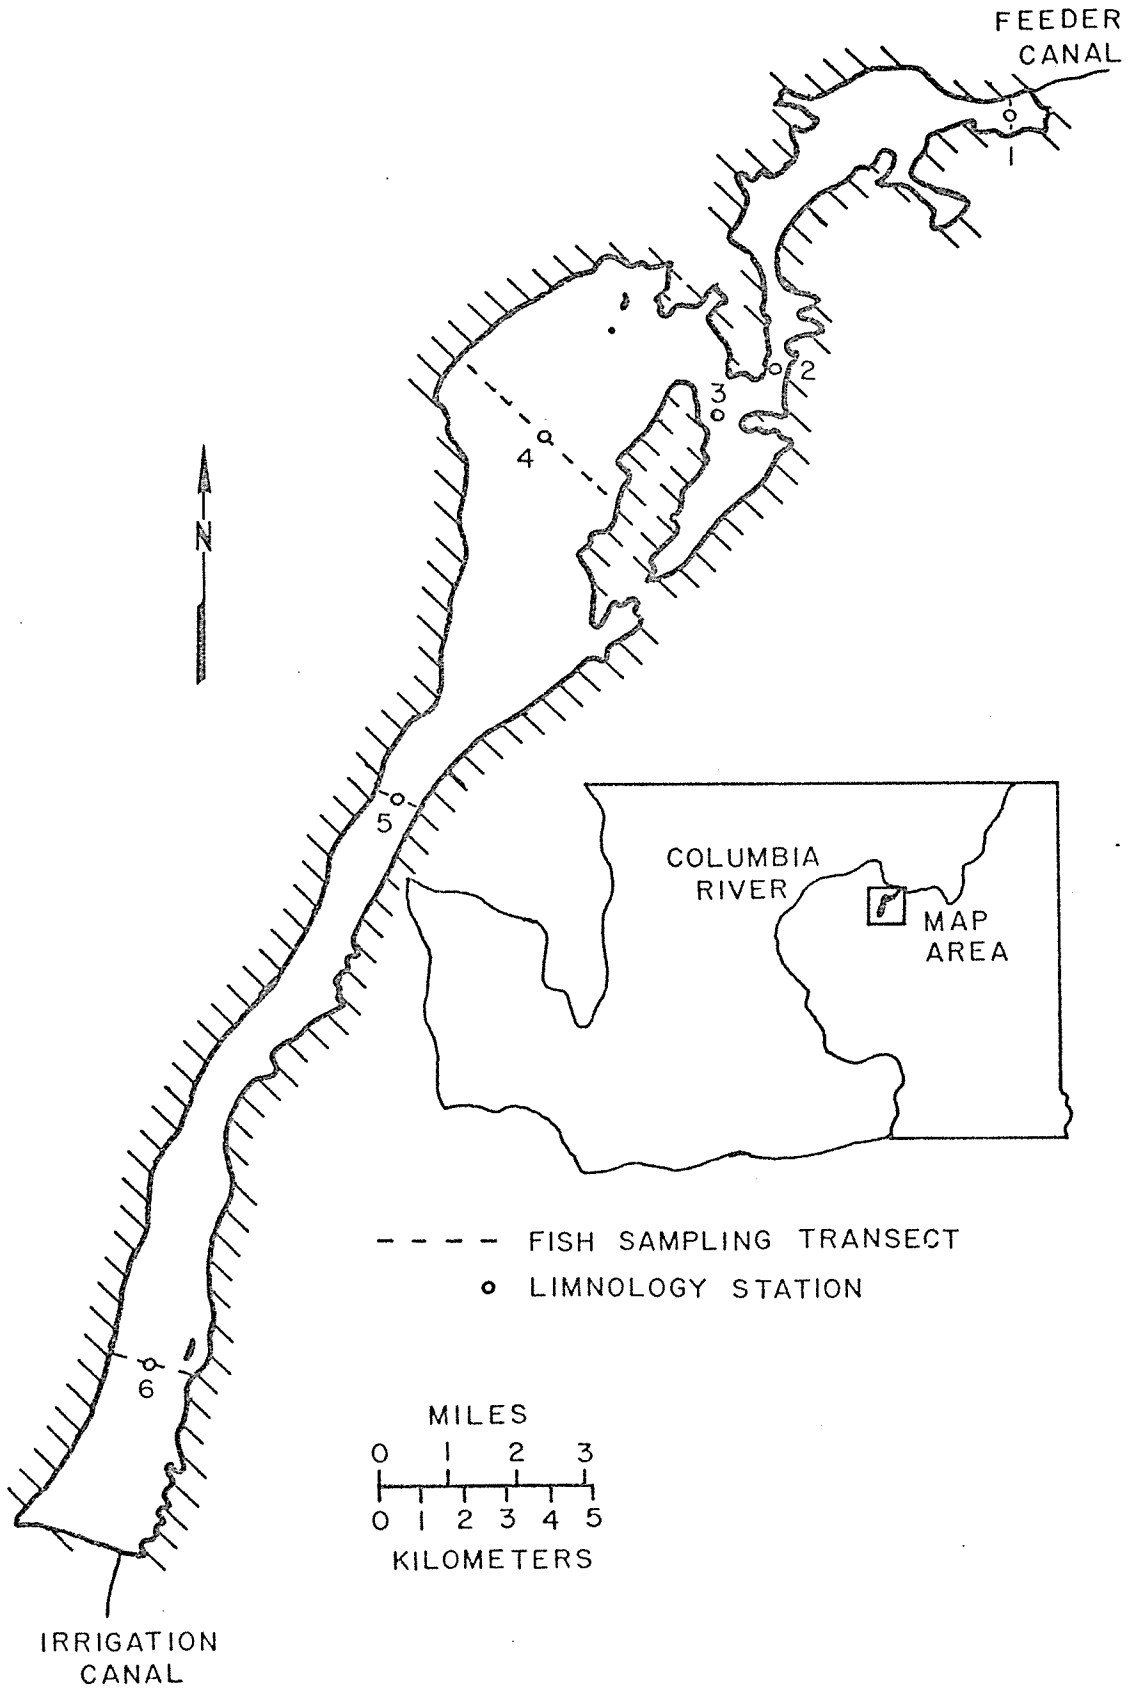 FEEDER
CANAL
1
2
3
4
N
5
COLUMBIA
RIVER
MAP
AREA
FISH SAMPLING TRANSECT
LIMNOLOGY STATION
6
MILES
0 1 2 3
0 1 2 3 4 5
KILOMETERS
IRRIGATION
CANAL